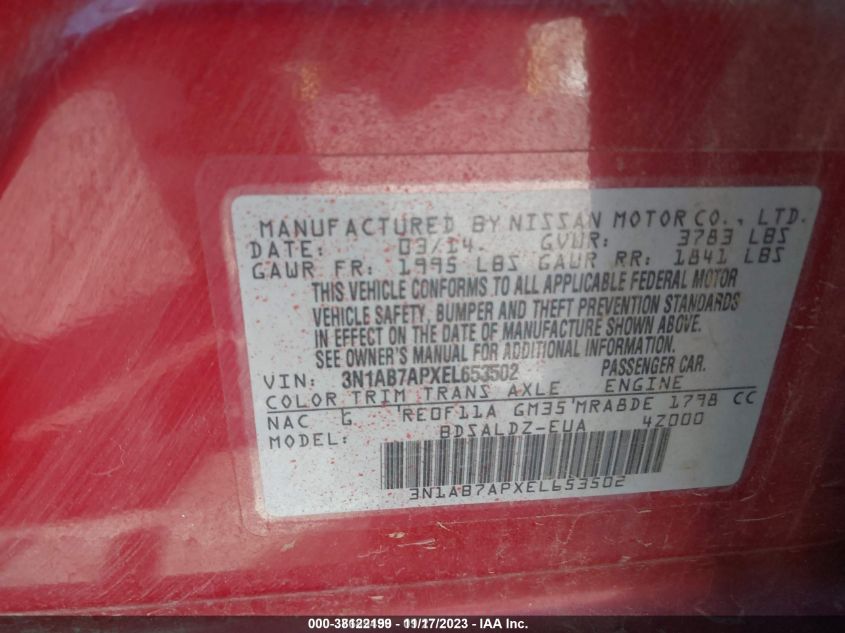 MANUFACTURED BY NISSAN MOTOR CO., LTD.
DATE: 03/14. GVWR: 3783 LBS
GAWR FR: 1995 LBS GAWR RR: 1841 LBS
THIS VEHICLE CONFORMS TO ALL APPLICABLE FEDERAL MOTOR
VEHICLE SAFETY, BUMPER AND THEFT PREVENTION STANDARDS
IN EFFECT ON THE DATE OF MANUFACTURE SHOWN ABOVE.
SEE OWNER'S MANUAL FOR ADDITIONAL INFORMATION.
VIN: 3N1AB7APXEL653502 PASSENGER CAR.
COLOR TRIM TRANS AXLE ENGINE
NAC G 'RE0F11A GM35'MRA8DE 1798 CC
MODEL: BDSALDZ-EUA 4Z000
3N1AB7APXEL653502
000-38122199 - 11/17/2023 - IAA Inc.